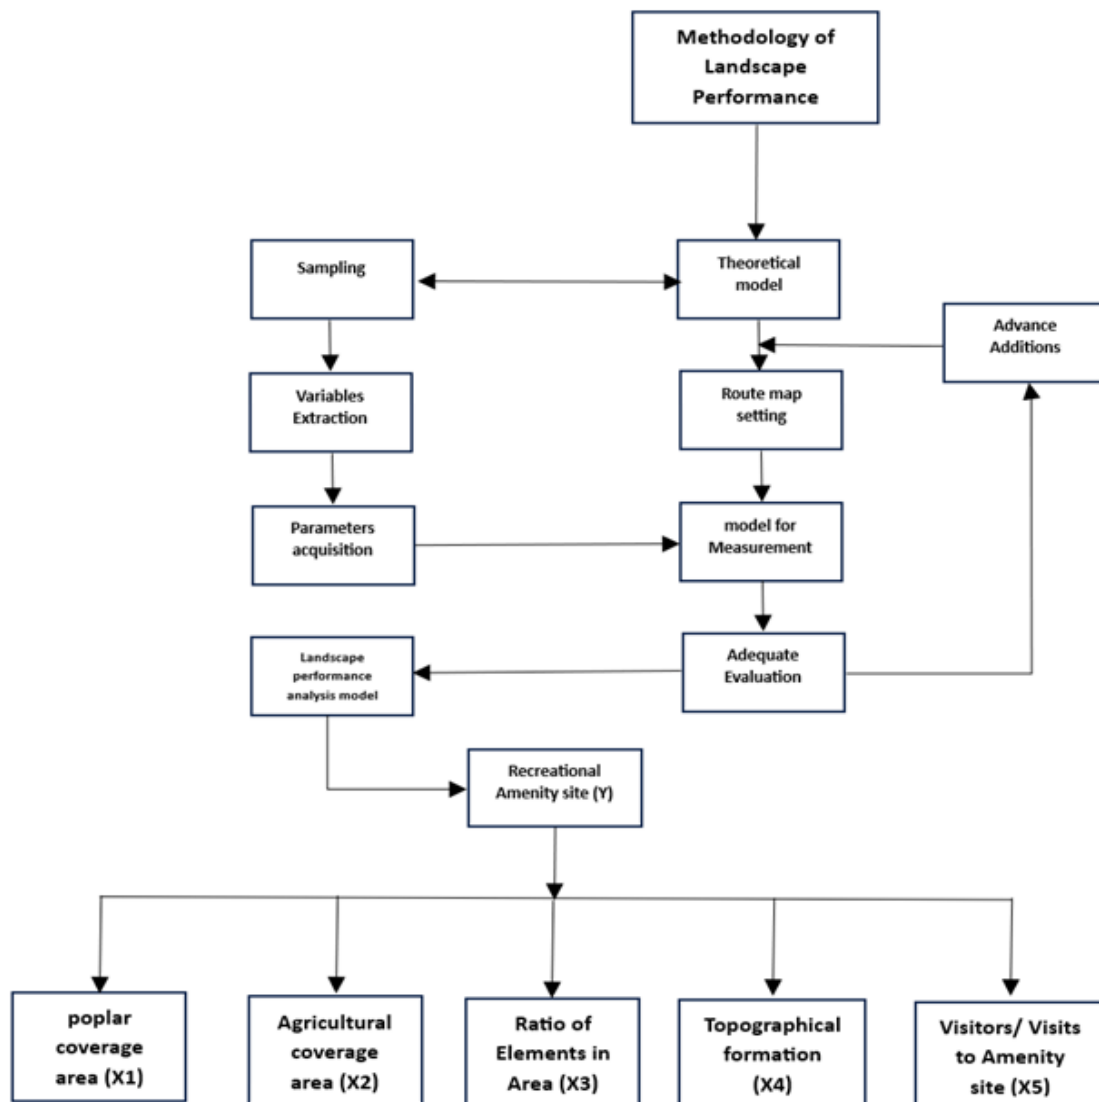 Methodology of
Landscape
Performance
Sampling
Theoretical
model
Advance
Additions
Variables
Extraction
Route map
setting
Parameters
acquisition
model for
Measurement
Landscape
performance
analysis model
Adequate
Evaluation
Recreational
Amenity site (Y)
poplar
coverage
area (X1)
Agricultural
coverage
area (X2)
Ratio of
Elements in
Area (X3)
Topographical
formation
(X4)
Visitors/ Visits
to Amenity
site (X5)